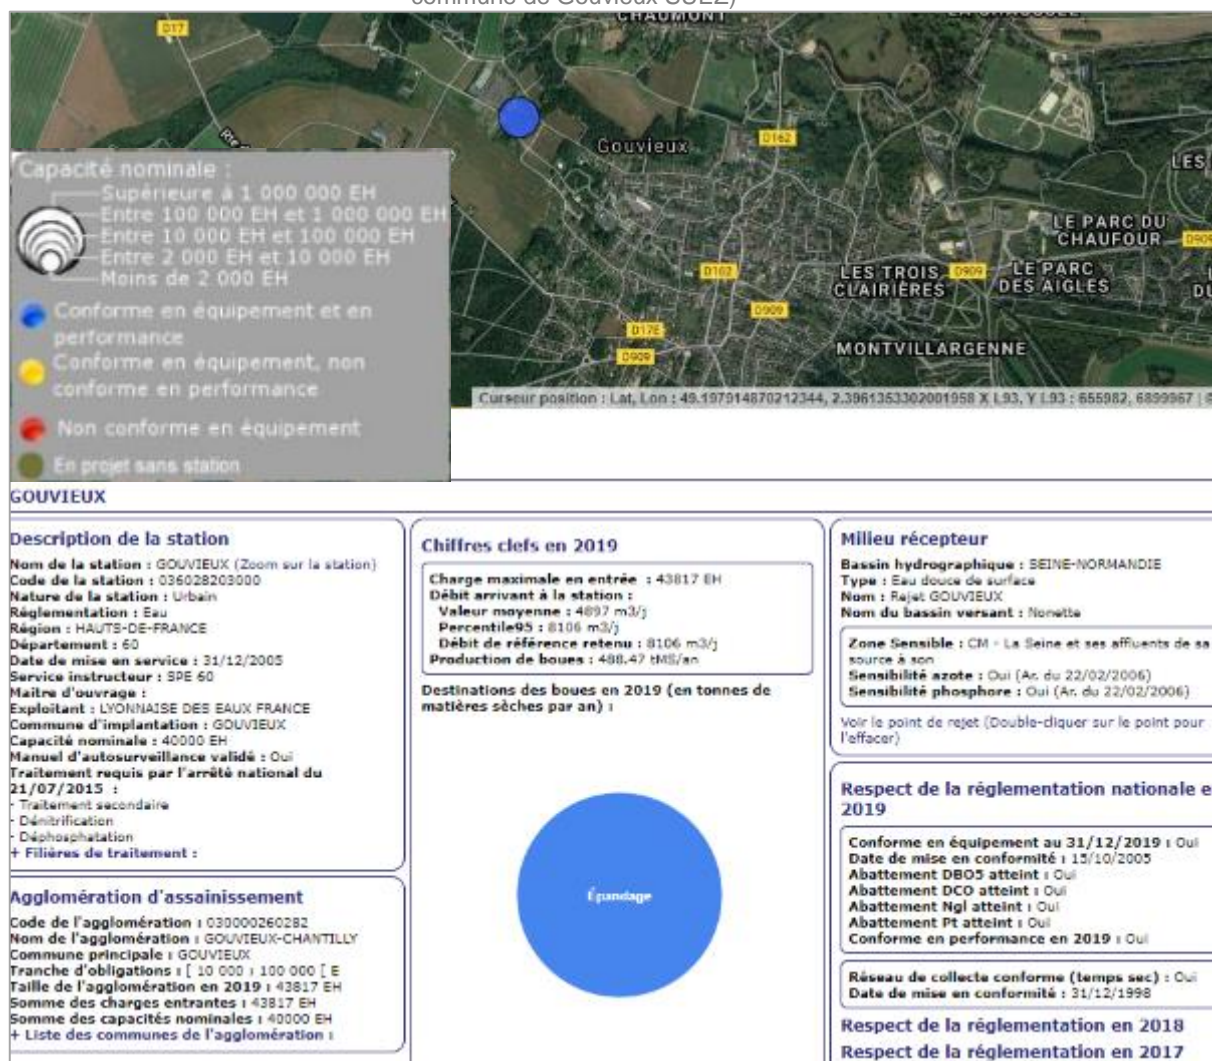 commune de Gouvieux SUEZ)
CHAUMONT
D17
Gouvieux
D162
LES
LE PARC DU
CHAUFOUR
D909
D162
LES TROIS
CLAIRIÈRES
D909
LE PARC
DES AIGLES
DU
D909
D17E
D909
MONTVILLARGENNE
Curseur position : Lat, Lon : 49.197914870212344, 2.3961353302001958 X L93, Y L93 : 655982, 6899967 |
Capacité nominale :
Supérieure à 1 000 000 EH
Entre 100 000 EH et 1 000 000 EH
Entre 10 000 EH et 100 000 EH
Entre 2 000 EH et 10 000 EH
Moins de 2 000 EH
Conforme en équipement et en
performance
Conforme en équipement, non
conforme en performance
Non conforme en équipement
En projet sans station
GOUVIEUX
Description de la station
Nom de la station : GOUVIEUX (Zoom sur la station)
Code de la station : 036028203000
Nature de la station : Urbain
Réglementation : Eau
Région : HAUTS-DE-FRANCE
Département : 60
Date de mise en service : 31/12/2005
Service instructeur : SPE 60
Maitre d'ouvrage :
Exploitant : LYONNAISE DES EAUX FRANCE
Commune d'implantation : GOUVIEUX
Capacité nominale : 40000 EH
Manuel d'autosurveillance validé : Oui
Traitement requis par l'arrêté national du
21/07/2015 :
- Traitement secondaire
- Dénitrification
- Déphosphatation
+ Filières de traitement :
Agglomération d'assainissement
Code de l'agglomération : 030000260282
Nom de l'agglomération : GOUVIEUX-CHANTILLY
Commune principale : GOUVIEUX
Tranche d'obligations : [ 10 000 ; 100 000 [ E
Taille de l'agglomération en 2019 : 43817 EH
Somme des charges entrantes : 43817 EH
Somme des capacités nominales : 40000 EH
+ Liste des communes de l'agglomération :
Chiffres clefs en 2019
Charge maximale en entrée : 43817 EH
Débit arrivant à la station :
Valeur moyenne : 4897 m3/j
Percentile95 : 8106 m3/j
Débit de référence retenu : 8106 m3/j
Production de boues : 488.47 tMS/an
Destinations des boues en 2019 (en tonnes de
matières sèches par an) :
Épandage
Milieu récepteur
Bassin hydrographique : SEINE-NORMANDIE
Type : Eau douce de surface
Nom : Rejet GOUVIEUX
Nom du bassin versant : Nonette
Zone Sensible : CM - La Seine et ses affluents de sa
source à son
Sensibilité azote : Oui (Ar. du 22/02/2006)
Sensibilité phosphore : Oui (Ar. du 22/02/2006)
Voir le point de rejet (Double-cliquer sur le point pour
l'effacer)
Respect de la réglementation nationale e
2019
Conforme en équipement au 31/12/2019 : Oui
Date de mise en conformité : 15/10/2005
Abattement DBO5 atteint : Oui
Abattement DCO atteint : Oui
Abattement Ngl atteint : Oui
Abattement Pt atteint : Oui
Conforme en performance en 2019 : Oui
Réseau de collecte conforme (temps sec) : Oui
Date de mise en conformité : 31/12/1998
Respect de la réglementation en 2018
Respect de la réglementation en 2017